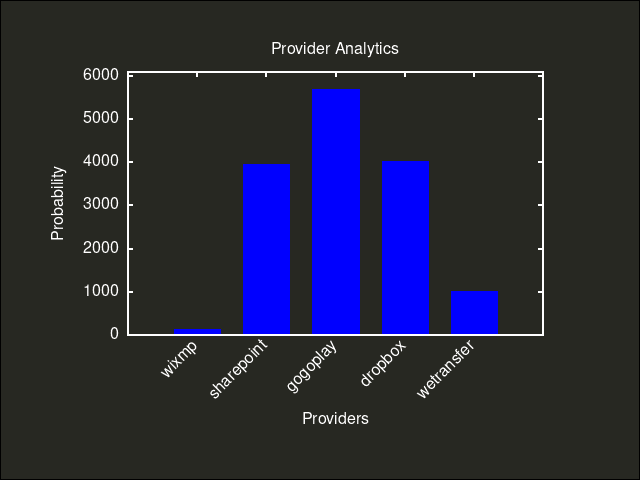 Provider Analytics
6000
5000
4000
3000
2000
1000
0
Probability
wixmp
sharepoint
gogoplay
dropbox
wetransfer
Providers